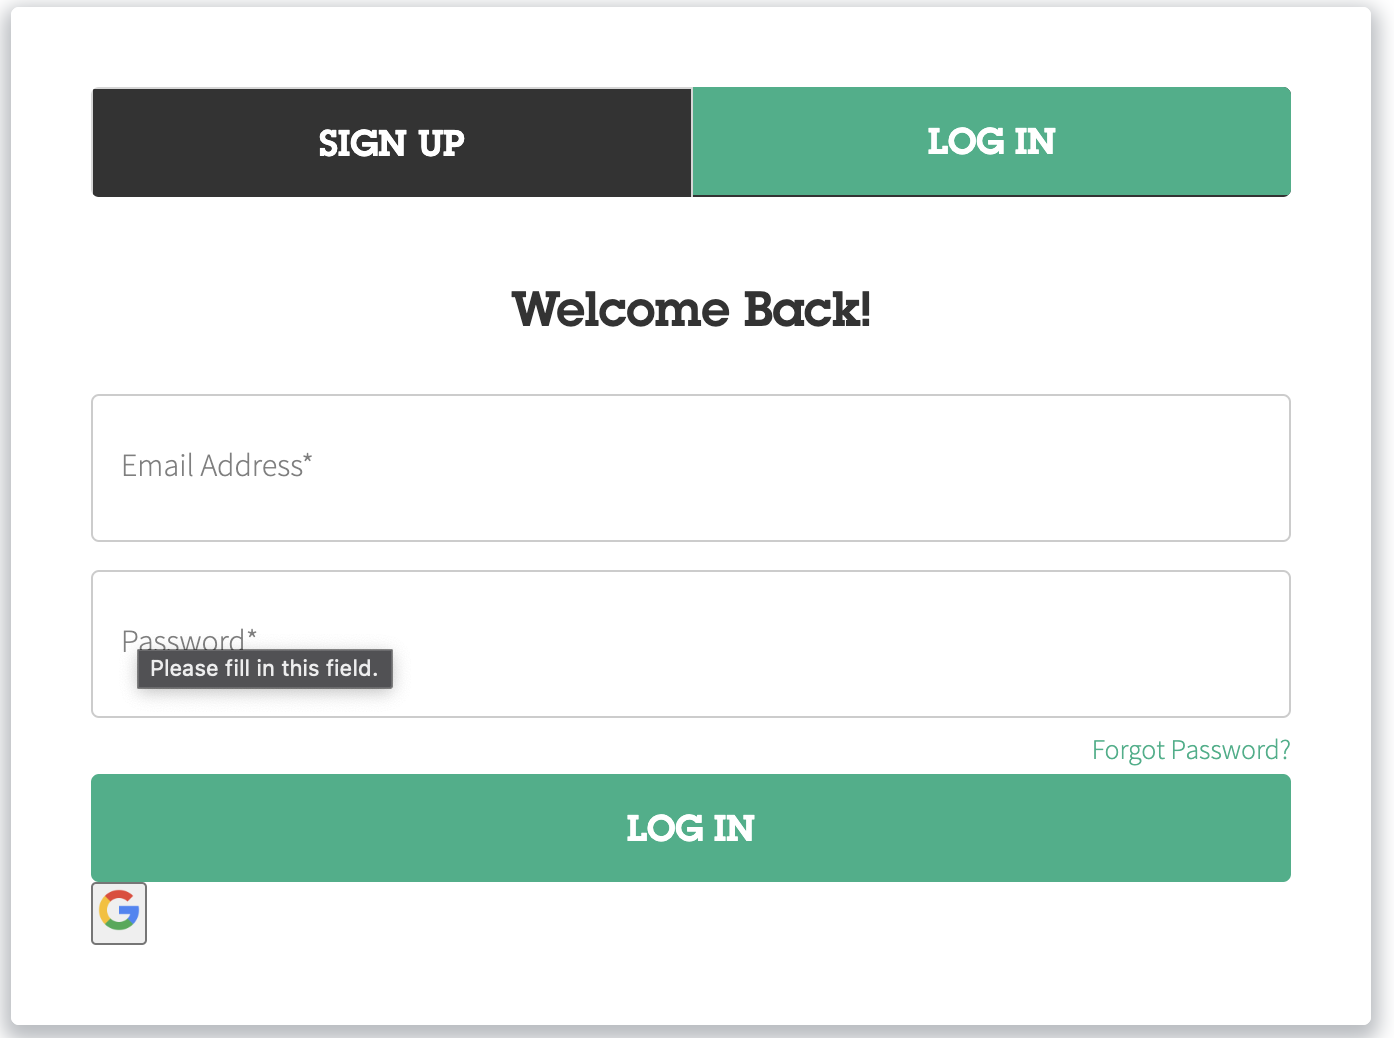 SIGN UP
LOG IN
Welcome Back!
Email Address*
Password*
Please fill in this field.
Forgot Password?
LOG IN